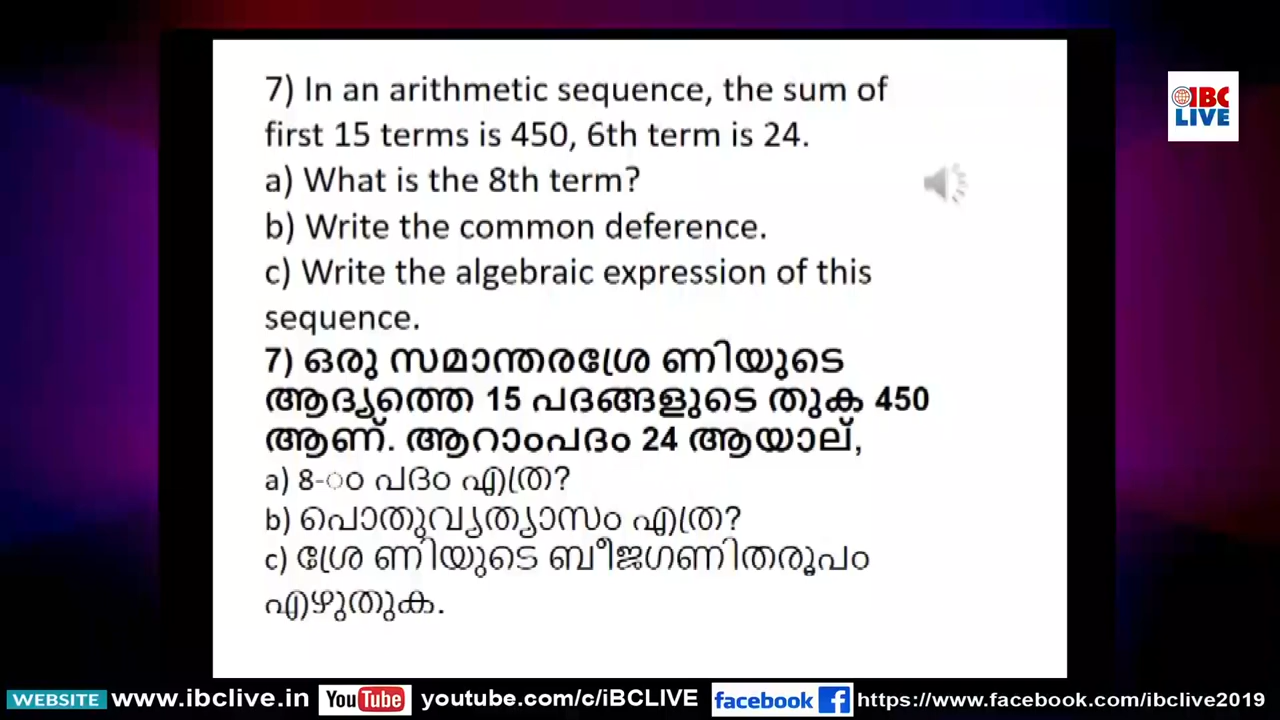 7) In an arithmetic sequence, the sum of
first 15 terms is 450, 6th term is 24.
a) What is the 8th term?
b) Write the common deference.
c) Write the algebraic expression of this
sequence.
7) ഒരു സമാന്തരശ്രേ ണിയുടെ
ആദ്യത്തെ 15 പദങ്ങളുടെ തുക 450
ആണ്. ആറാംപദം 24 ആയാല്,
a) 8-ം പദം എത്ര?
b) പൊതുവ്യത്യാസം എത്ര?
c) ശ്രേ ണിയുടെ ബീജഗണിതരൂപം
എഴുതുക.
IBC
LIVE
WEBSITE www.ibclive.in YouTube youtube.com/c/iBCLIVE facebook f https://www.facebook.com/ibclive2019